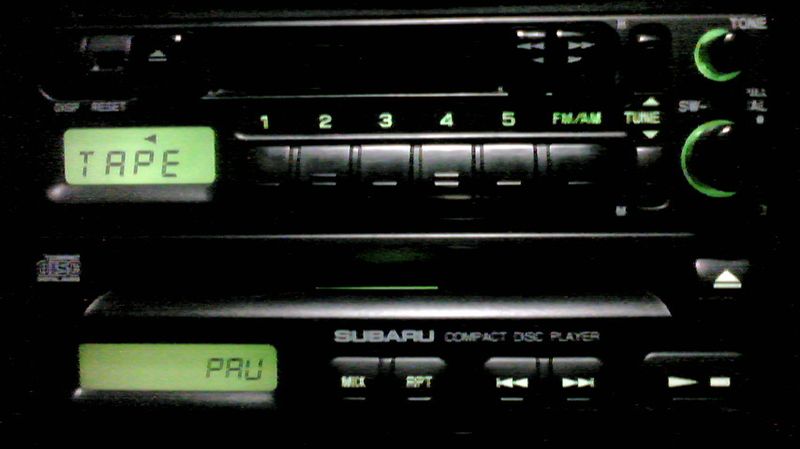 TONE
DISP RESET
1 2 3 4 5 FM/AM TUNE SW-
TAPE
DISC
SUBARU COMPACT DISC PLAYER
PAU
MIX RPT